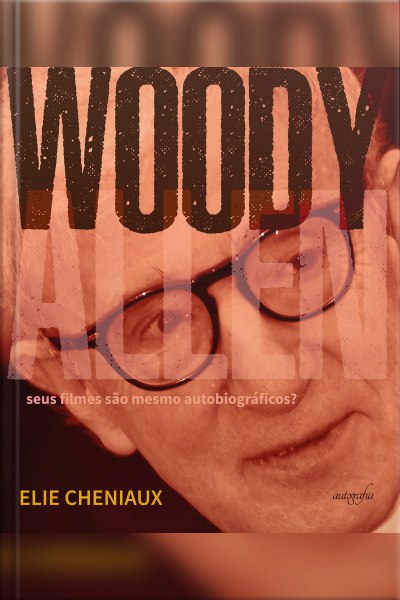 WOODY
ALLEN
seus filmes são mesmo autobiográficos?
ELIE CHENIAUX
autografia